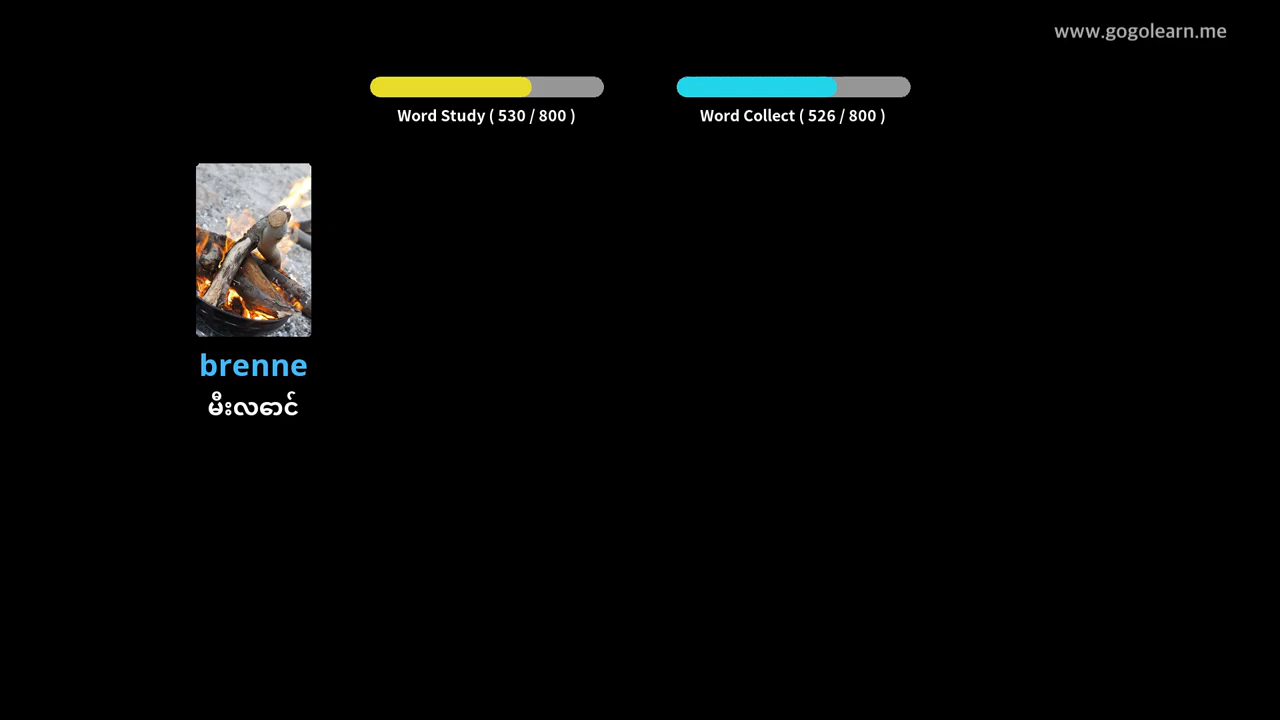 www.gogolearn.me
Word Study ( 530 / 800 )
Word Collect ( 526 / 800 )
brenne
မီးလောင်